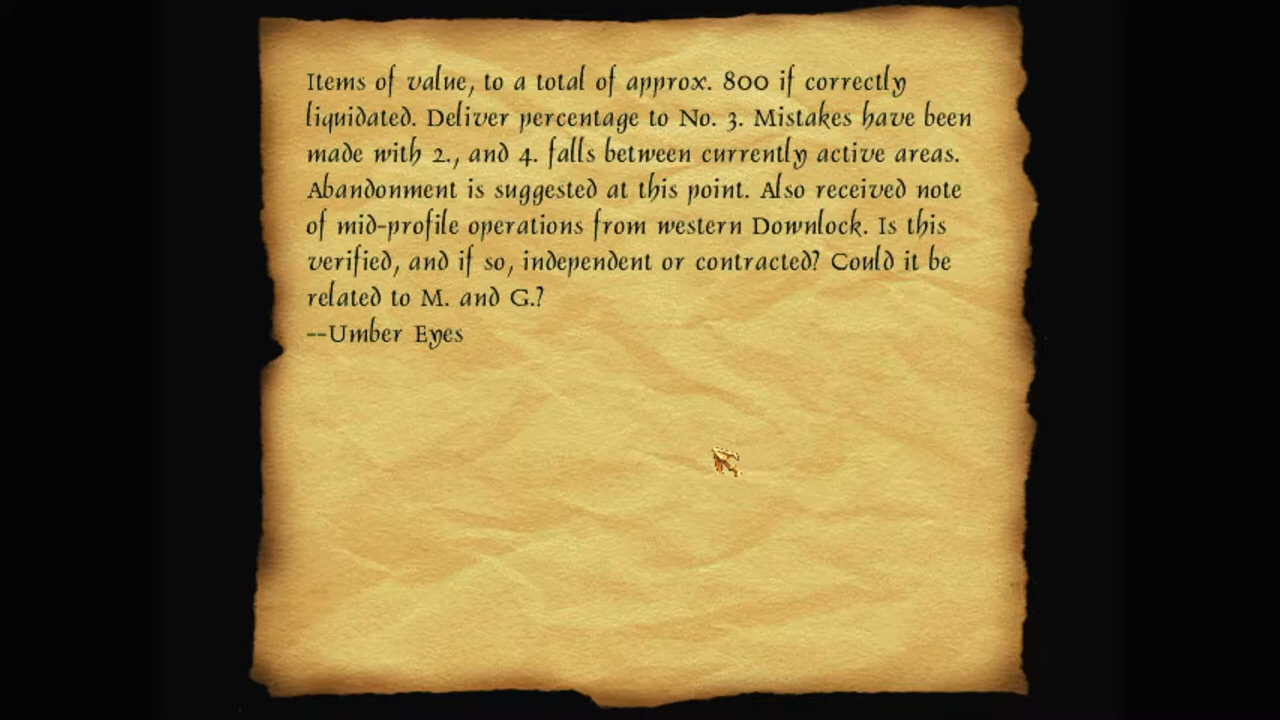 Items of value, to a total of approx. 800 if correctly
liquidated. Deliver percentage to No. 3. Mistakes have been
made with 2., and 4. falls between currently active areas.
Abandonment is suggested at this point. Also received note
of mid-profile operations from western Downlock. Is this
verified, and if so, independent or contracted? Could it be
related to M. and G.?
--Umber Eyes